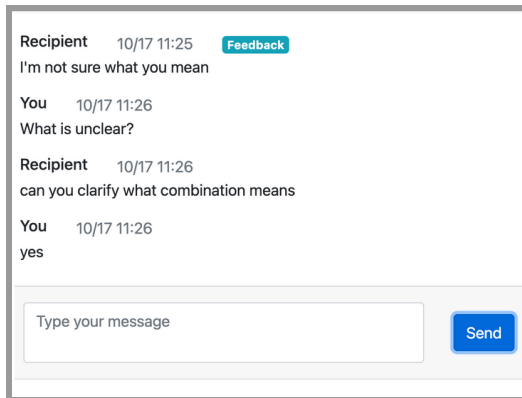 Recipient 10/17 11:25 Feedback
I'm not sure what you mean
You 10/17 11:26
What is unclear?
Recipient 10/17 11:26
can you clarify what combination means
You 10/17 11:26
yes
Type your message
Send